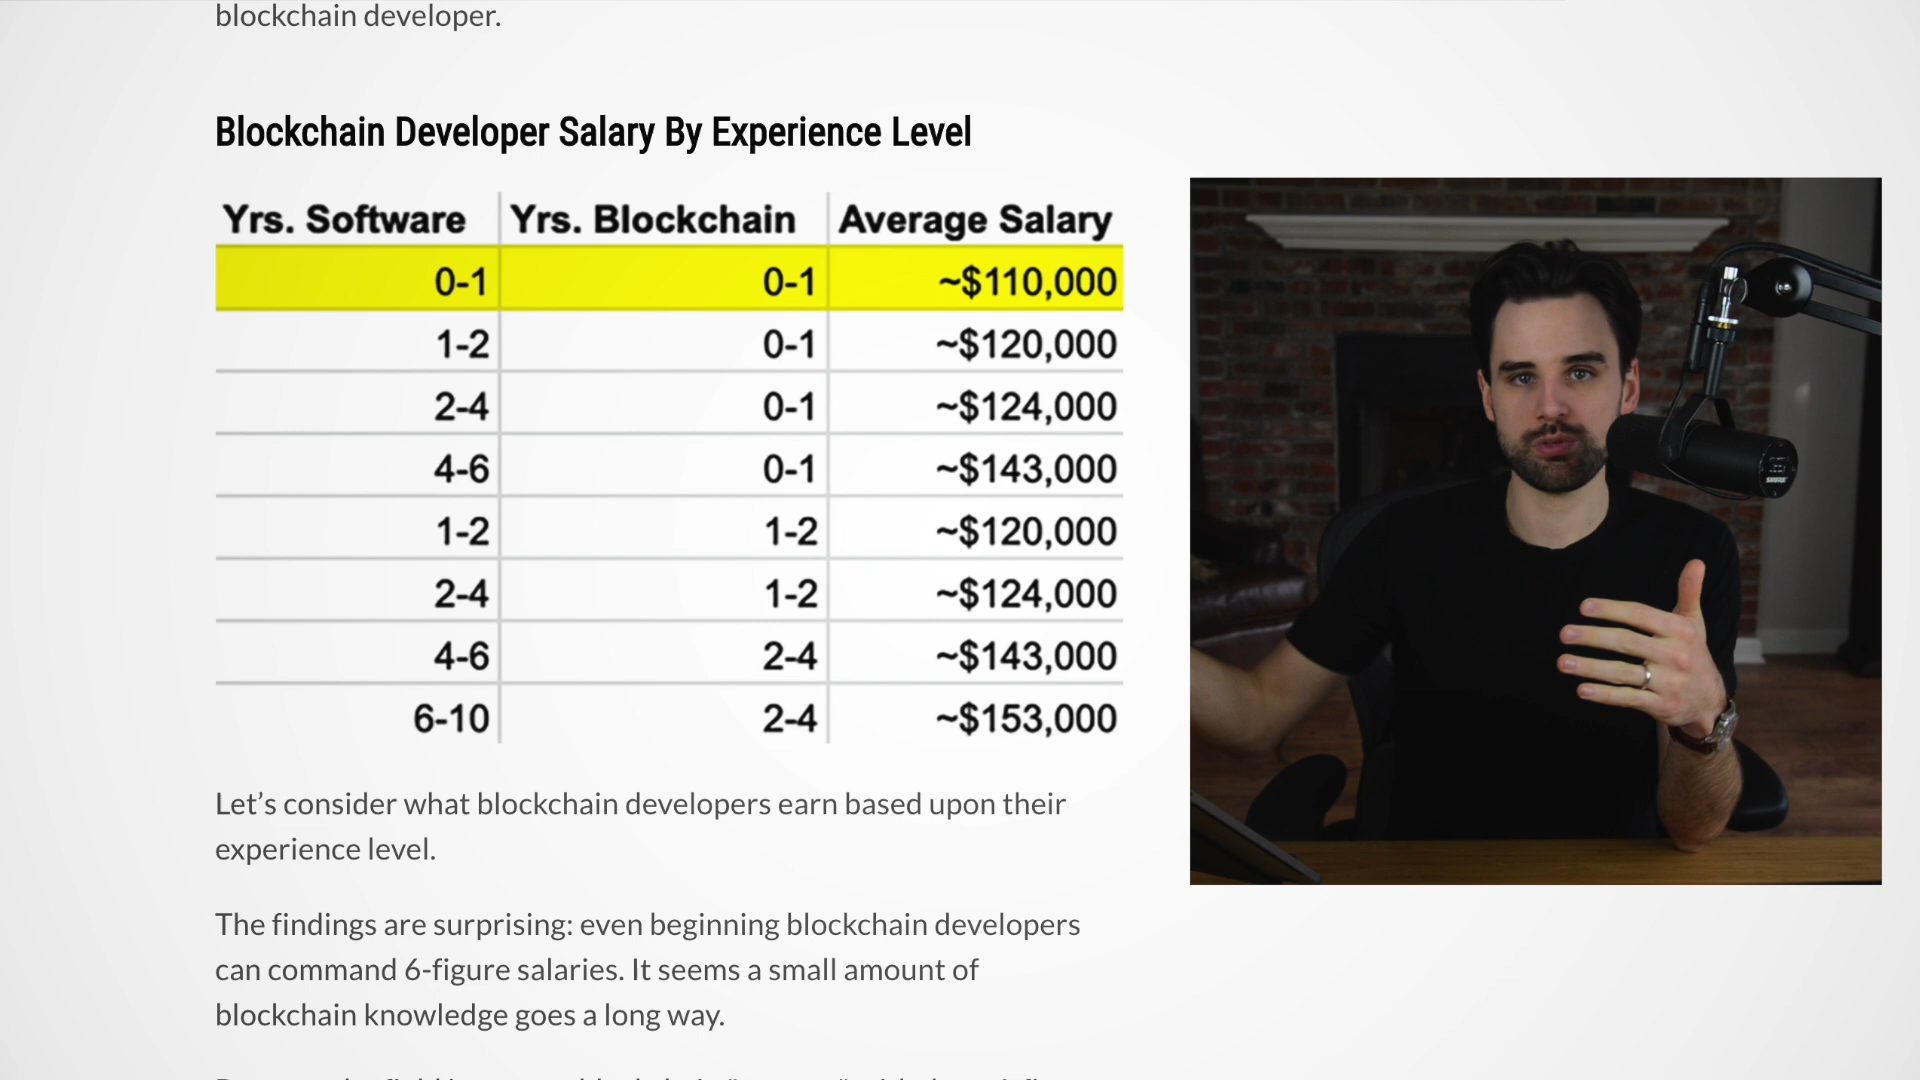 blockchain developer.
Blockchain Developer Salary By Experience Level
Yrs. Software Yrs. Blockchain Average Salary
0-1 0-1 ~$110,000
1-2 0-1 ~$120,000
2-4 0-1 ~$124,000
4-6 0-1 ~$143,000
1-2 1-2 ~$120,000
2-4 1-2 ~$124,000
4-6 2-4 ~$143,000
6-10 2-4 ~$153,000
Let’s consider what blockchain developers earn based upon their
experience level.
The findings are surprising: even beginning blockchain developers
can command 6-figure salaries. It seems a small amount of
blockchain knowledge goes a long way.